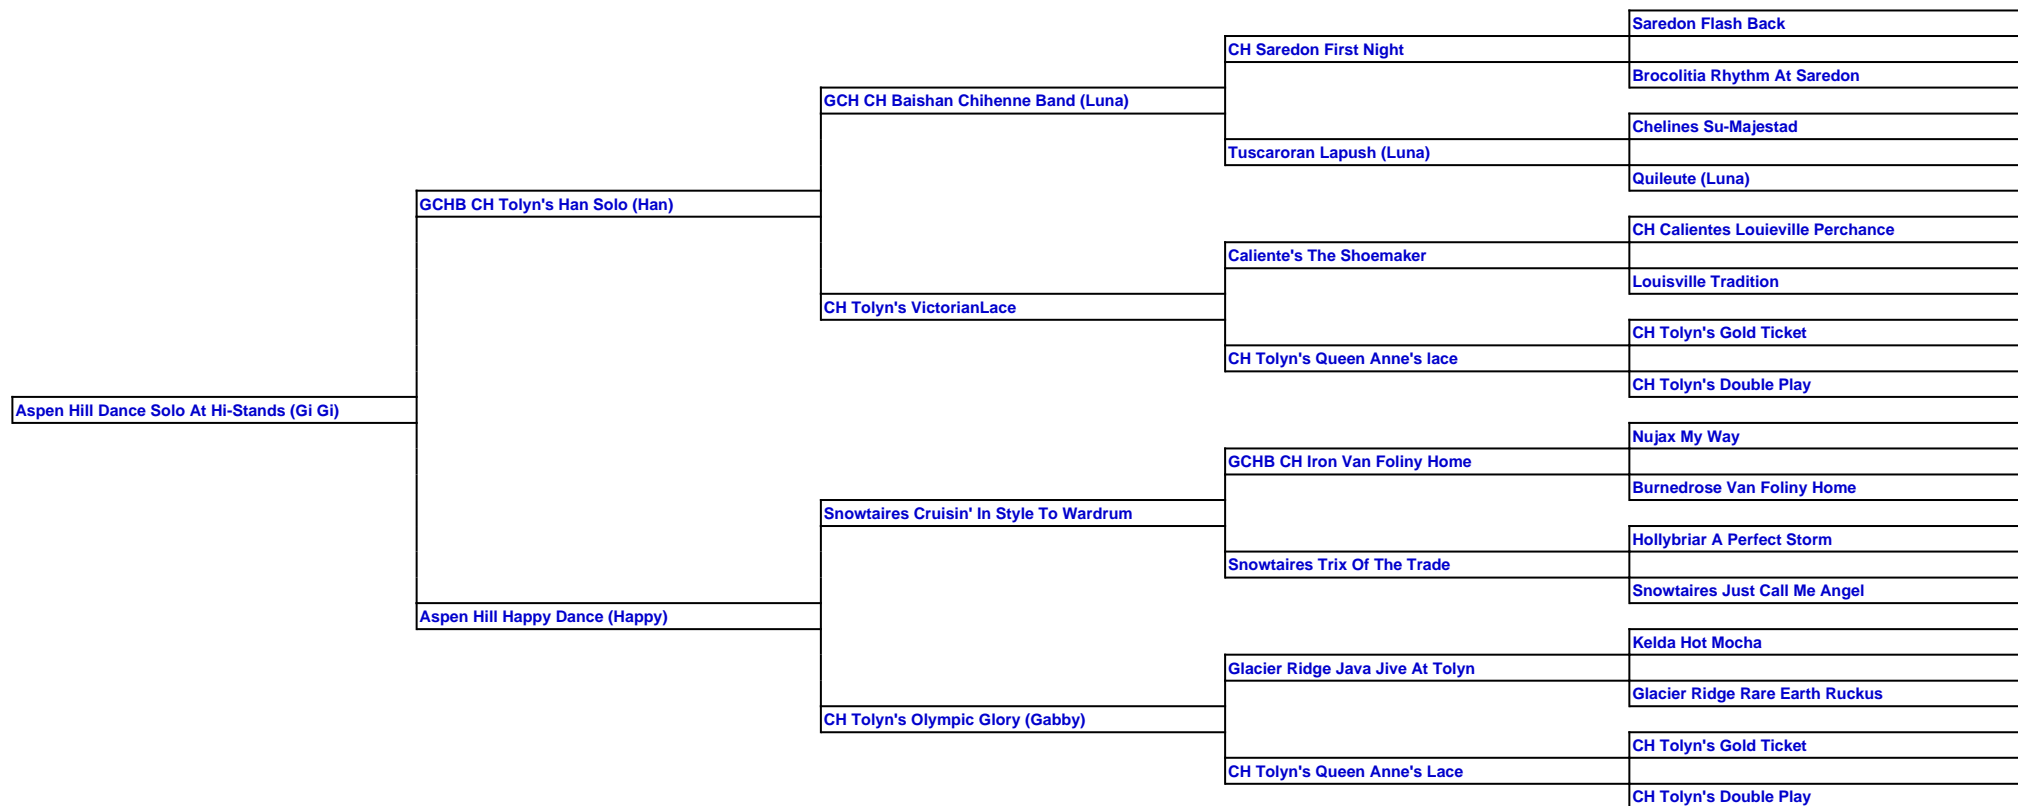 Saredon Flash Back
CH Saredon First Night
Brocolitia Rhythm At Saredon
GCH CH Baishan Chihenne Band (Luna)
Chelines Su-Majestad
Tuscaroran Lapush (Luna)
Quileute (Luna)
GCHB CH Tolyn's Han Solo (Han)
CH Calientes Louieville Perchance
Caliente's The Shoemaker
Louisville Tradition
CH Tolyn's VictorianLace
CH Tolyn's Gold Ticket
CH Tolyn's Queen Anne's lace
CH Tolyn's Double Play
Aspen Hill Dance Solo At Hi-Stands (Gi Gi)
Nujax My Way
GCHB CH Iron Van Foliny Home
Burnedrose Van Foliny Home
Snowtaires Cruisin' In Style To Wardrum
Hollybriar A Perfect Storm
Snowtaires Trix Of The Trade
Snowtaires Just Call Me Angel
Aspen Hill Happy Dance (Happy)
Kelda Hot Mocha
Glacier Ridge Java Jive At Tolyn
Glacier Ridge Rare Earth Ruckus
CH Tolyn's Olympic Glory (Gabby)
CH Tolyn's Gold Ticket
CH Tolyn's Queen Anne's Lace
CH Tolyn's Double Play